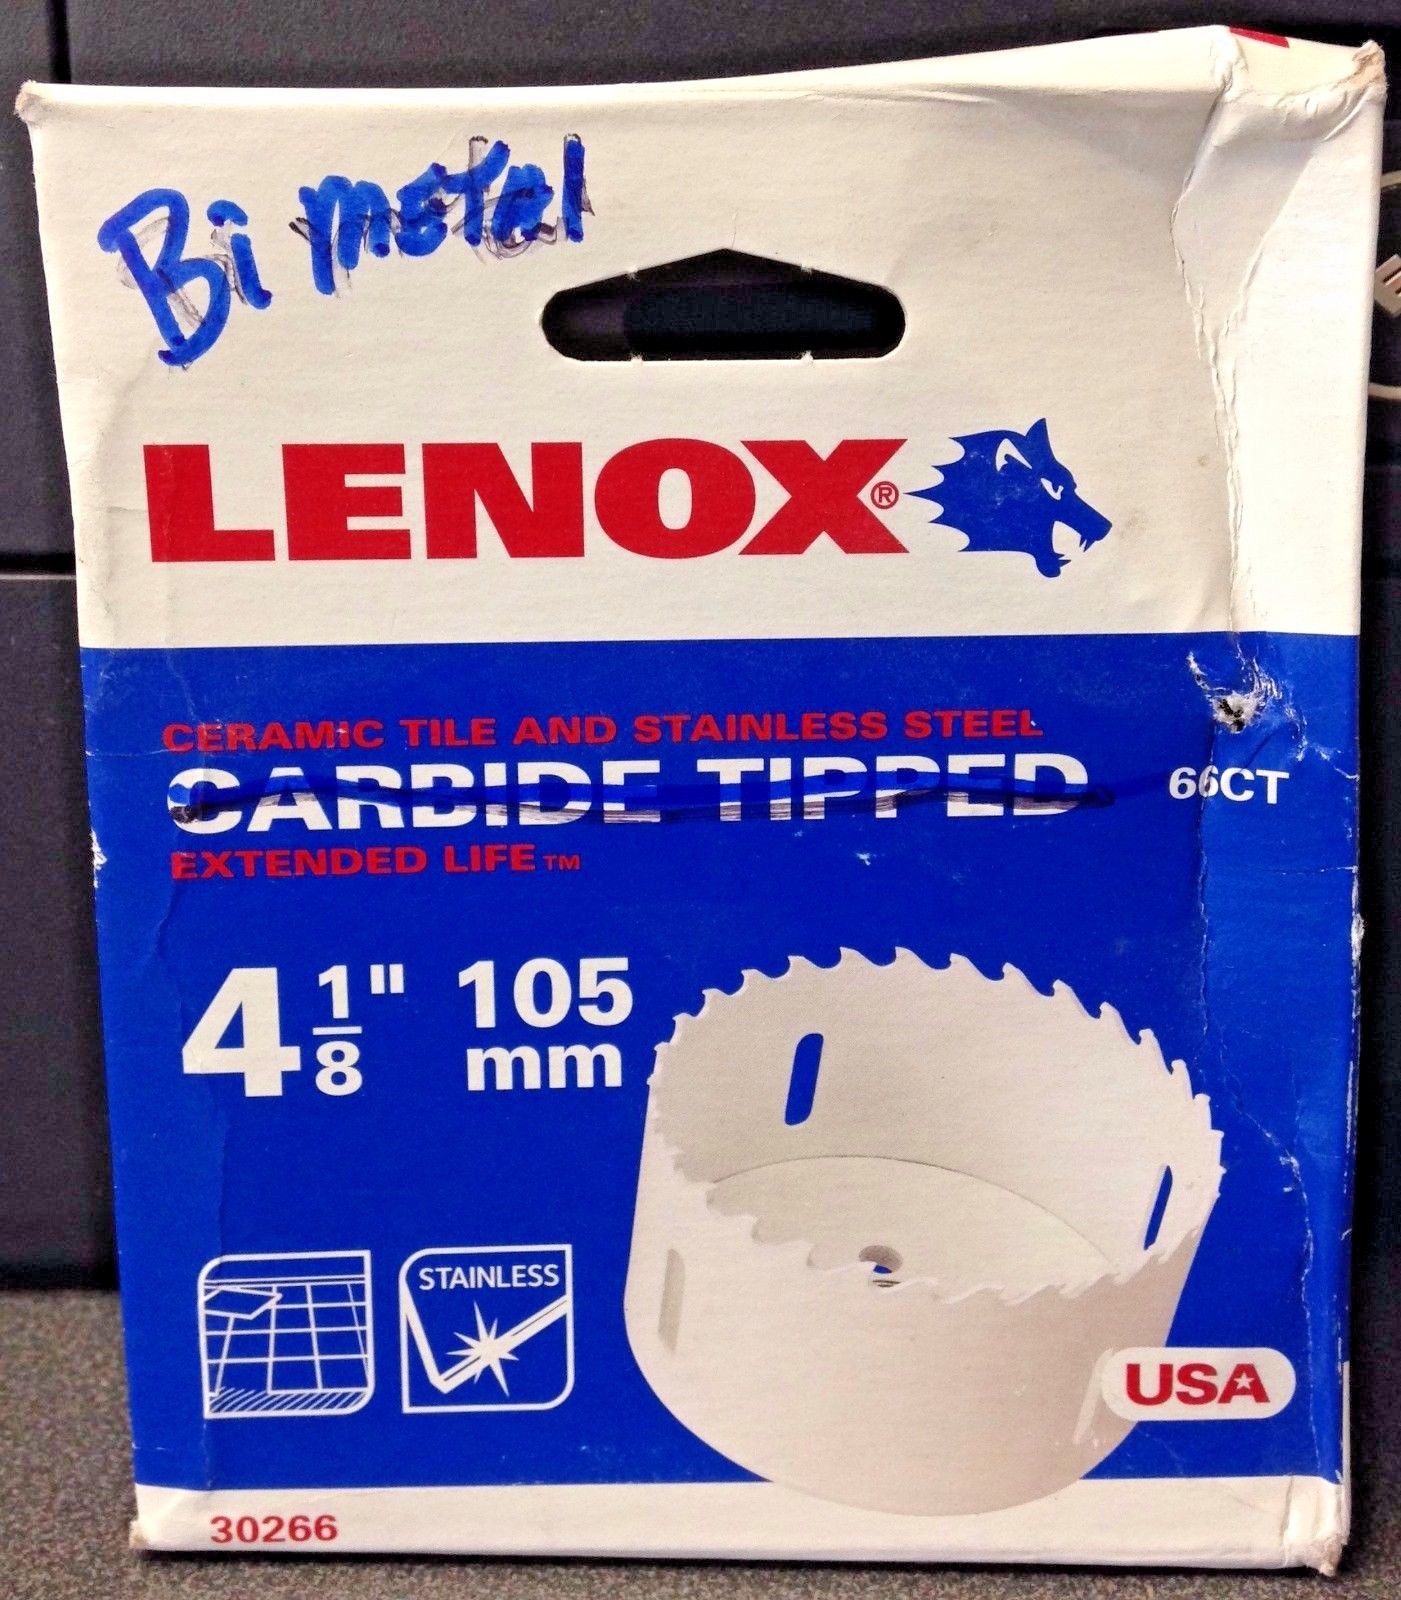 Bi metal
LENOX®
CERAMIC TILE AND STAINLESS STEEL
CARBIDE TIPPED 66CT
EXTENDED LIFE™
4 1/8" 105 mm
STAINLESS
USA
30266